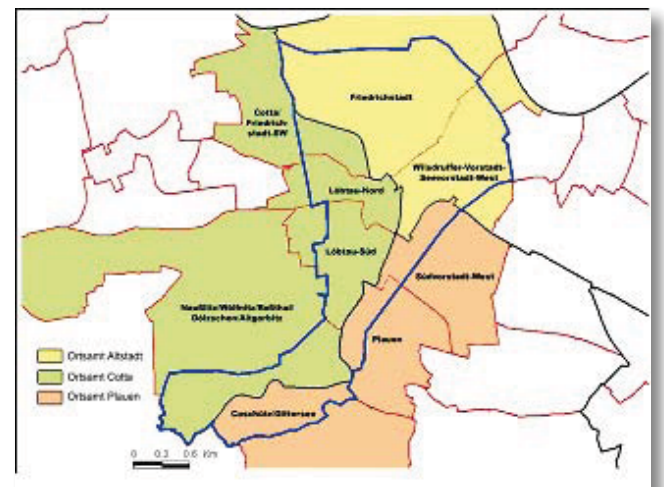 Friedrichstadt
Cotta/
Friedrich-
stadt-SW
Löbtau-Nord
Wilsdruffer-Vorstadt-
Seevorstadt-West
Löbtau-Süd
Südvorstadt-West
Naußlitz/Wölfnitz/Roßthal/
Dölzschen/Altgorbitz
Plauen
Ortsamt Altstadt
Ortsamt Cotta
Ortsamt Plauen
Coschütz/Gittersee
0 0.3 0.6 Km